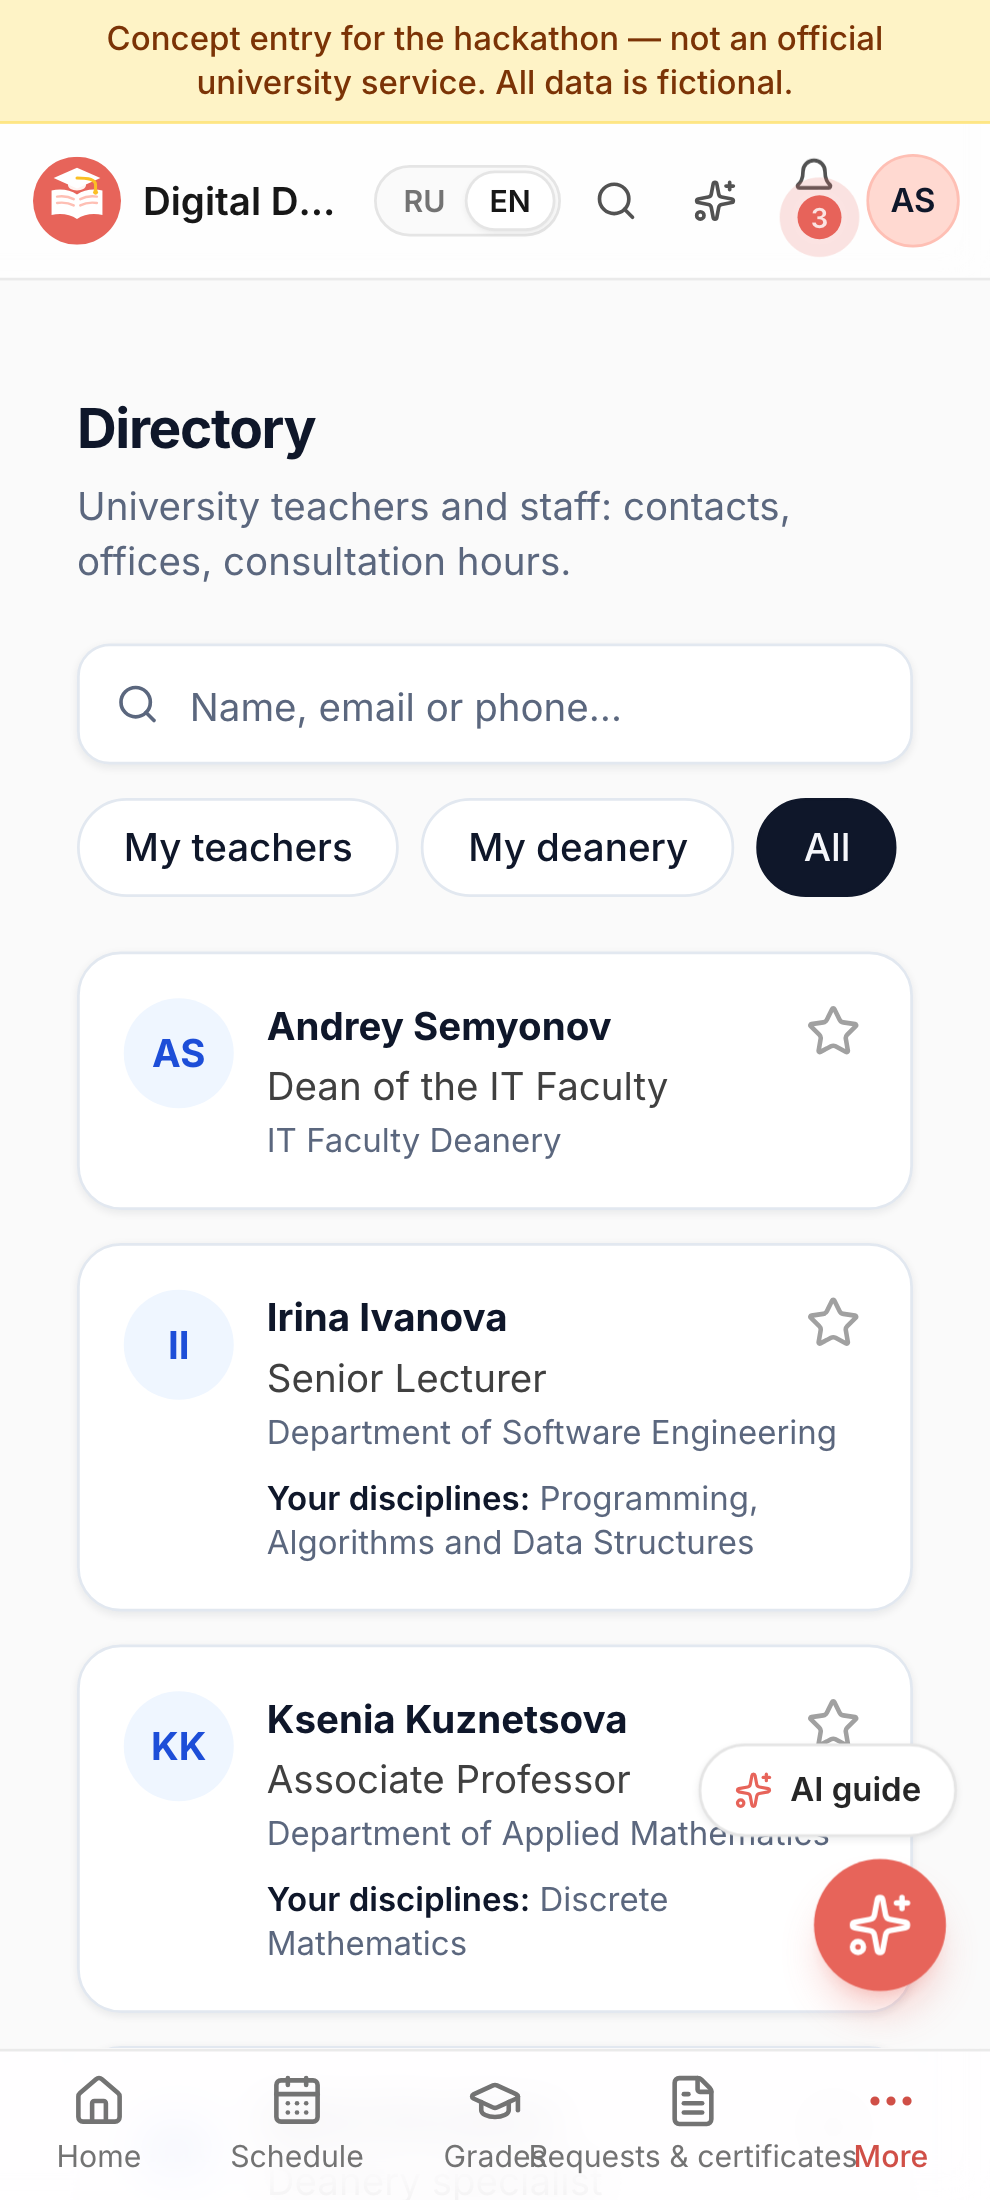 Concept entry for the hackathon — not an official
university service. All data is fictional.
Digital D...
RU
EN
3
AS
Directory
University teachers and staff: contacts,
offices, consultation hours.
Name, email or phone...
My teachers
My deanery
All
AS
Andrey Semyonov
Dean of the IT Faculty
IT Faculty Deanery
II
Irina Ivanova
Senior Lecturer
Department of Software Engineering
Your disciplines: Programming,
Algorithms and Data Structures
KK
Ksenia Kuznetsova
Associate Professor
AI guide
Department of Applied Mathematics
Your disciplines: Discrete
Mathematics
Home
Schedule
Grades
Requests & certificates
More
Deanery specialist